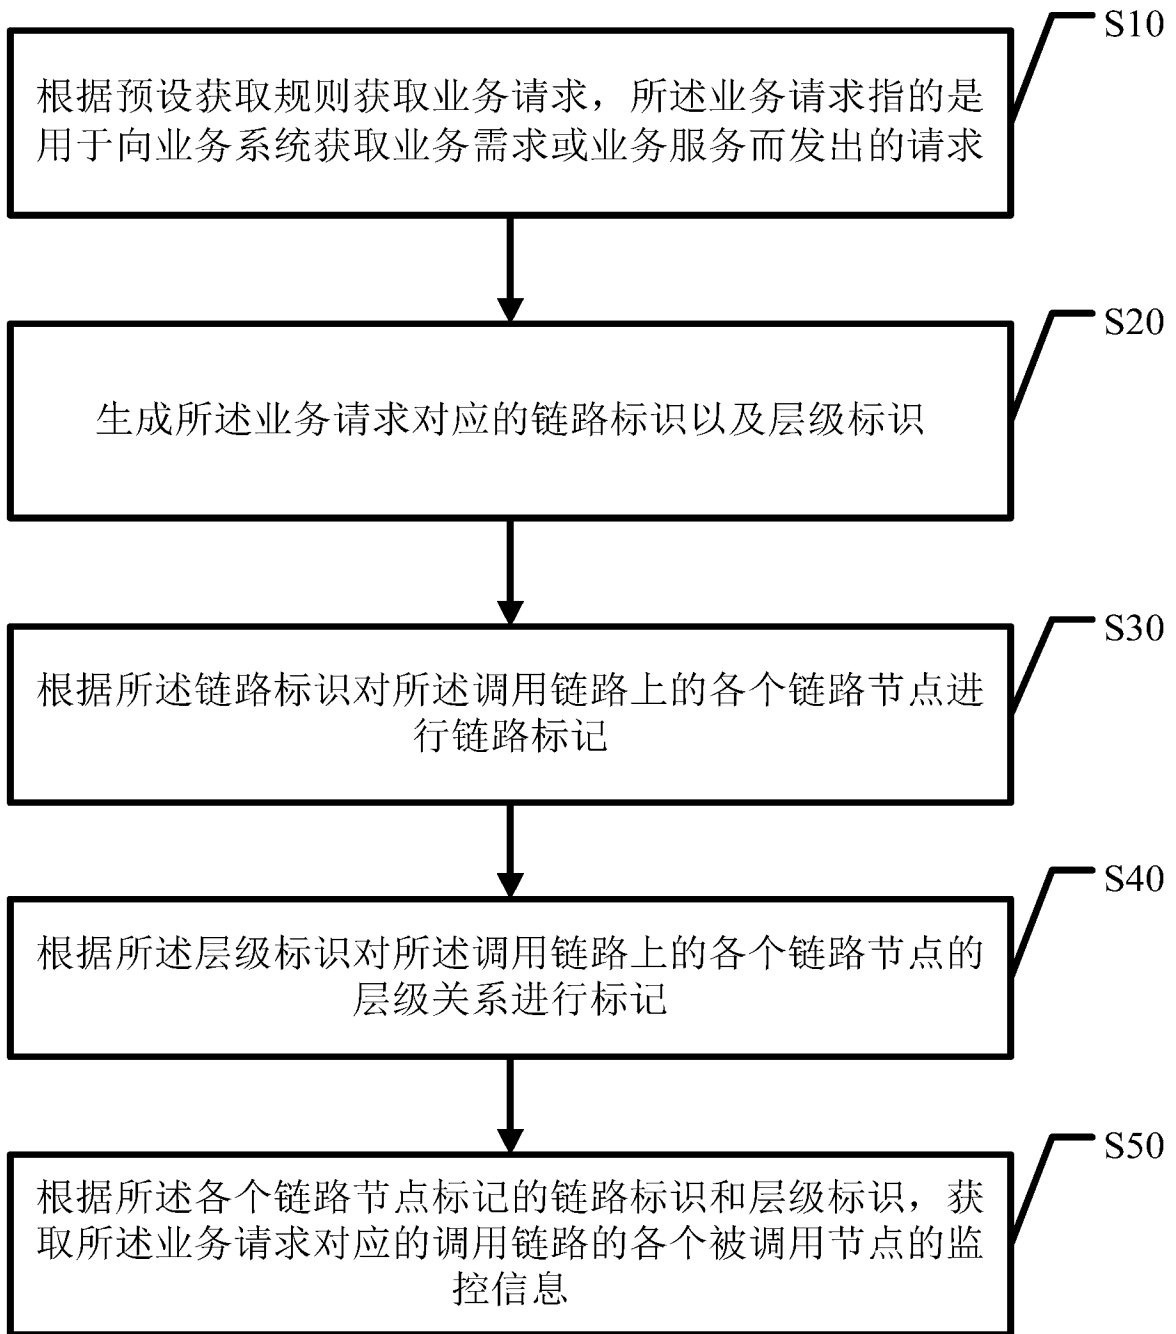 S10
根据预设获取规则获取业务请求，所述业务请求指的是
用于向业务系统获取业务需求或业务服务而发出的请求
S20
生成所述业务请求对应的链路标识以及层级标识
S30
根据所述链路标识对所述调用链路上的各个链路节点进
行链路标记
S40
根据所述层级标识对所述调用链路上的各个链路节点的
层级关系进行标记
S50
根据所述各个链路节点标记的链路标识和层级标识，获
取所述业务请求对应的调用链路的各个被调用节点的监
控信息